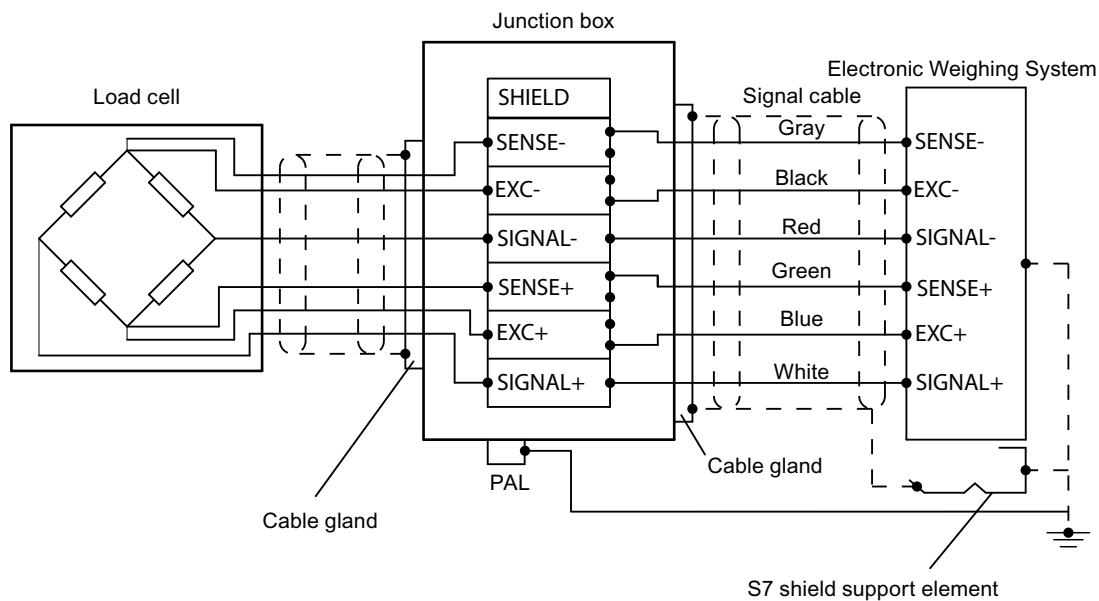 Junction box
Electronic Weighing System
Load cell
SHIELD
Signal cable
SENSE-
Gray
SENSE-
EXC-
Black
EXC-
SIGNAL-
Red
SIGNAL-
SENSE+
Green
SENSE+
EXC+
Blue
EXC+
SIGNAL+
White
SIGNAL+
Cable gland
PAL
Cable gland
S7 shield support element